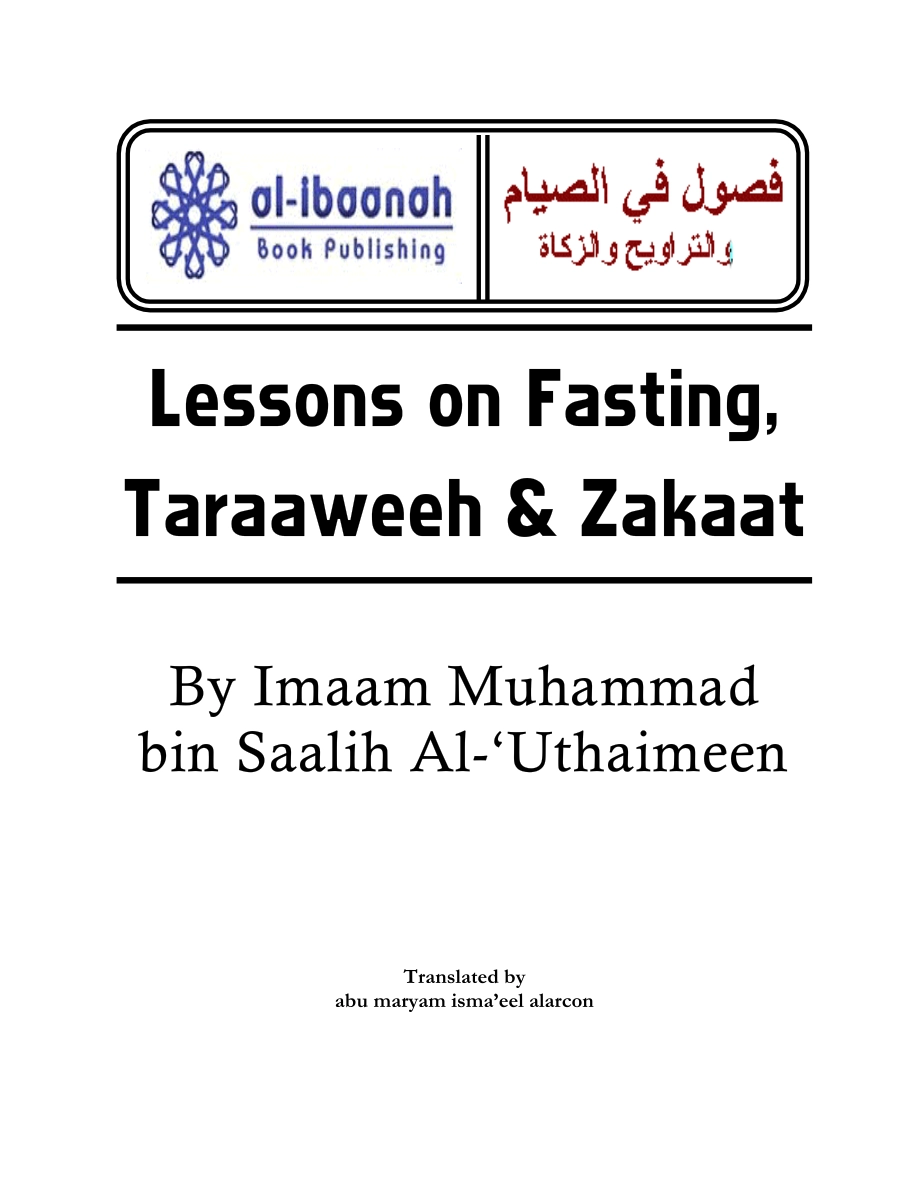 al-ibaanah
Book Publishing
فصول في الصيام
والتراويح والزكاة
Lessons on Fasting,
Taraaweeh & Zakaat
By Imaam Muhammad
bin Saalih Al-‘Uthaimeen
Translated by
abu maryam isma’eel alarcon